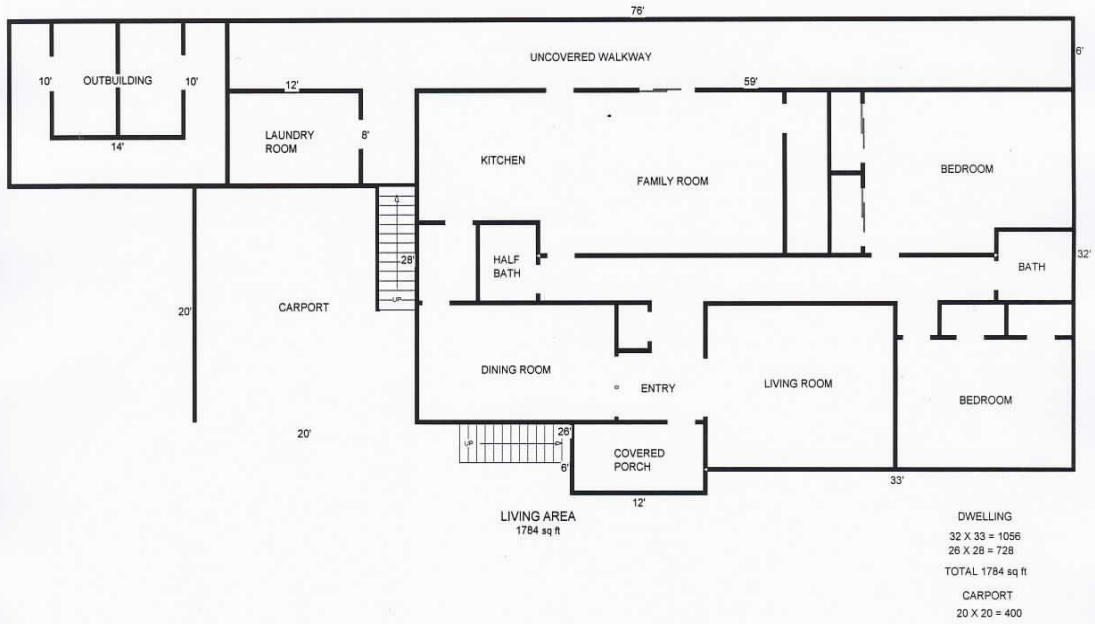 76'
UNCOVERED WALKWAY
6'
10'
OUTBUILDING
10'
12'
59'
14'
LAUNDRY
ROOM
8'
KITCHEN
FAMILY ROOM
BEDROOM
28'
HALF
BATH
BATH
32'
UP
20'
CARPORT
DINING ROOM
ENTRY
LIVING ROOM
BEDROOM
20'
UP
26'
6'
COVERED
PORCH
12'
33'
LIVING AREA
1784 sq ft
DWELLING
32 X 33 = 1056
26 X 28 = 728
TOTAL 1784 sq ft
CARPORT
20 X 20 = 400